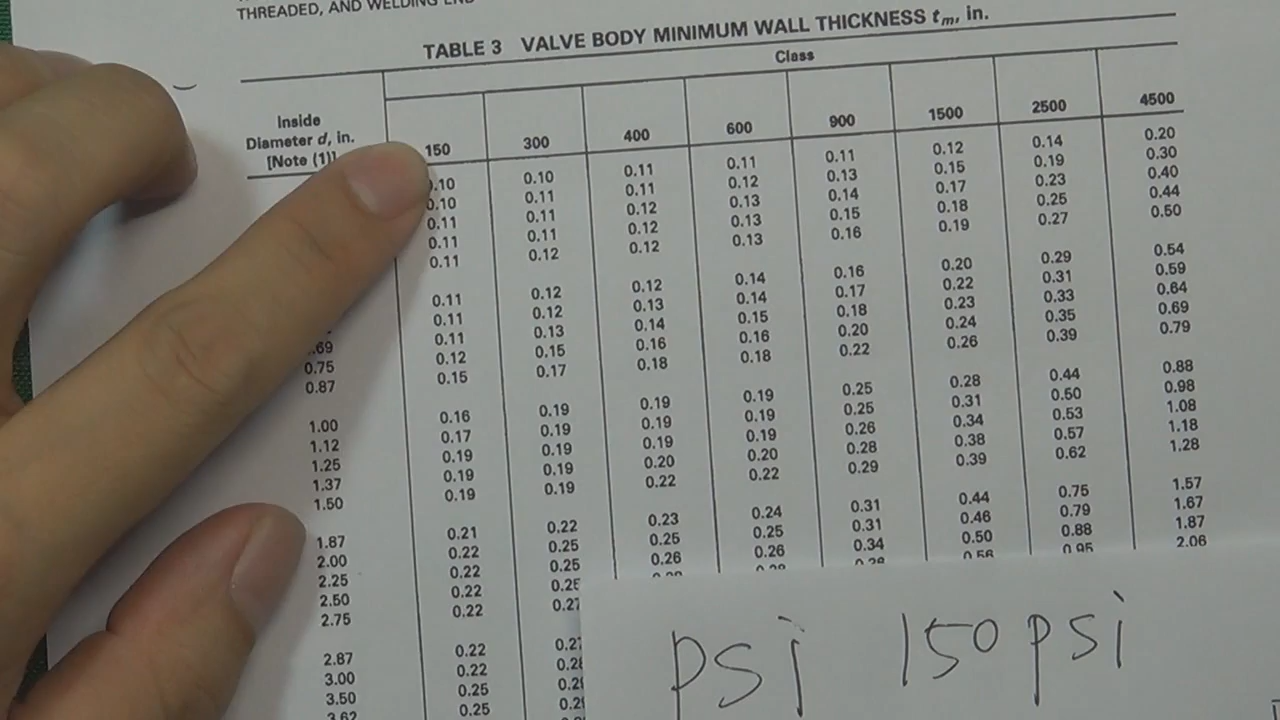 THREADED, AND WELDING END
TABLE 3 VALVE BODY MINIMUM WALL THICKNESS tm, in.
Class
Inside
Diameter d, in.
[Note (1)]
150 300 400 600 900 1500 2500 4500
0.10 0.10 0.11 0.11 0.11 0.12 0.14 0.20
0.10 0.11 0.11 0.12 0.13 0.15 0.19 0.30
0.11 0.11 0.12 0.13 0.14 0.17 0.23 0.40
0.11 0.11 0.12 0.13 0.15 0.18 0.25 0.44
0.11 0.12 0.12 0.13 0.16 0.19 0.27 0.50
0.11 0.12 0.12 0.14 0.16 0.20 0.29 0.54
0.11 0.12 0.13 0.14 0.17 0.22 0.31 0.59
0.11 0.13 0.14 0.15 0.18 0.23 0.33 0.64
.69 0.12 0.15 0.16 0.16 0.20 0.24 0.35 0.69
0.75 0.15 0.17 0.18 0.18 0.22 0.26 0.39 0.79
0.87
1.00 0.16 0.19 0.19 0.19 0.25 0.28 0.44 0.88
1.12 0.17 0.19 0.19 0.19 0.25 0.31 0.50 0.98
1.25 0.19 0.19 0.19 0.19 0.26 0.34 0.53 1.08
1.37 0.19 0.19 0.20 0.20 0.28 0.38 0.57 1.18
1.50 0.19 0.19 0.22 0.22 0.29 0.39 0.62 1.28
1.87 0.21 0.22 0.23 0.24 0.31 0.44 0.75 1.57
2.00 0.22 0.25 0.25 0.25 0.31 0.46 0.79 1.67
2.25 0.22 0.25 0.26 0.26 0.34 0.50 0.88 1.87
2.50 0.22 0.56 0.95 2.06
2.75 0.22
2.87 0.22
3.00 0.22
3.50 0.25
3.62 0.25
psi 150 psi